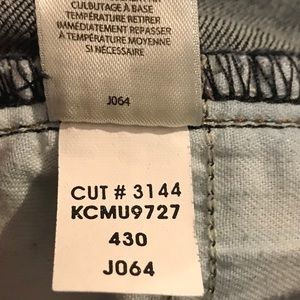 CULBUTAGE À BASE
TEMPÉRATURE RETIRER
IMMÉDIATEMENT REPASSER
À TEMPÉRATURE MOYENNE
SI NÉCESSAIRE
J064
CUT # 3144
KCMU9727
430
J064